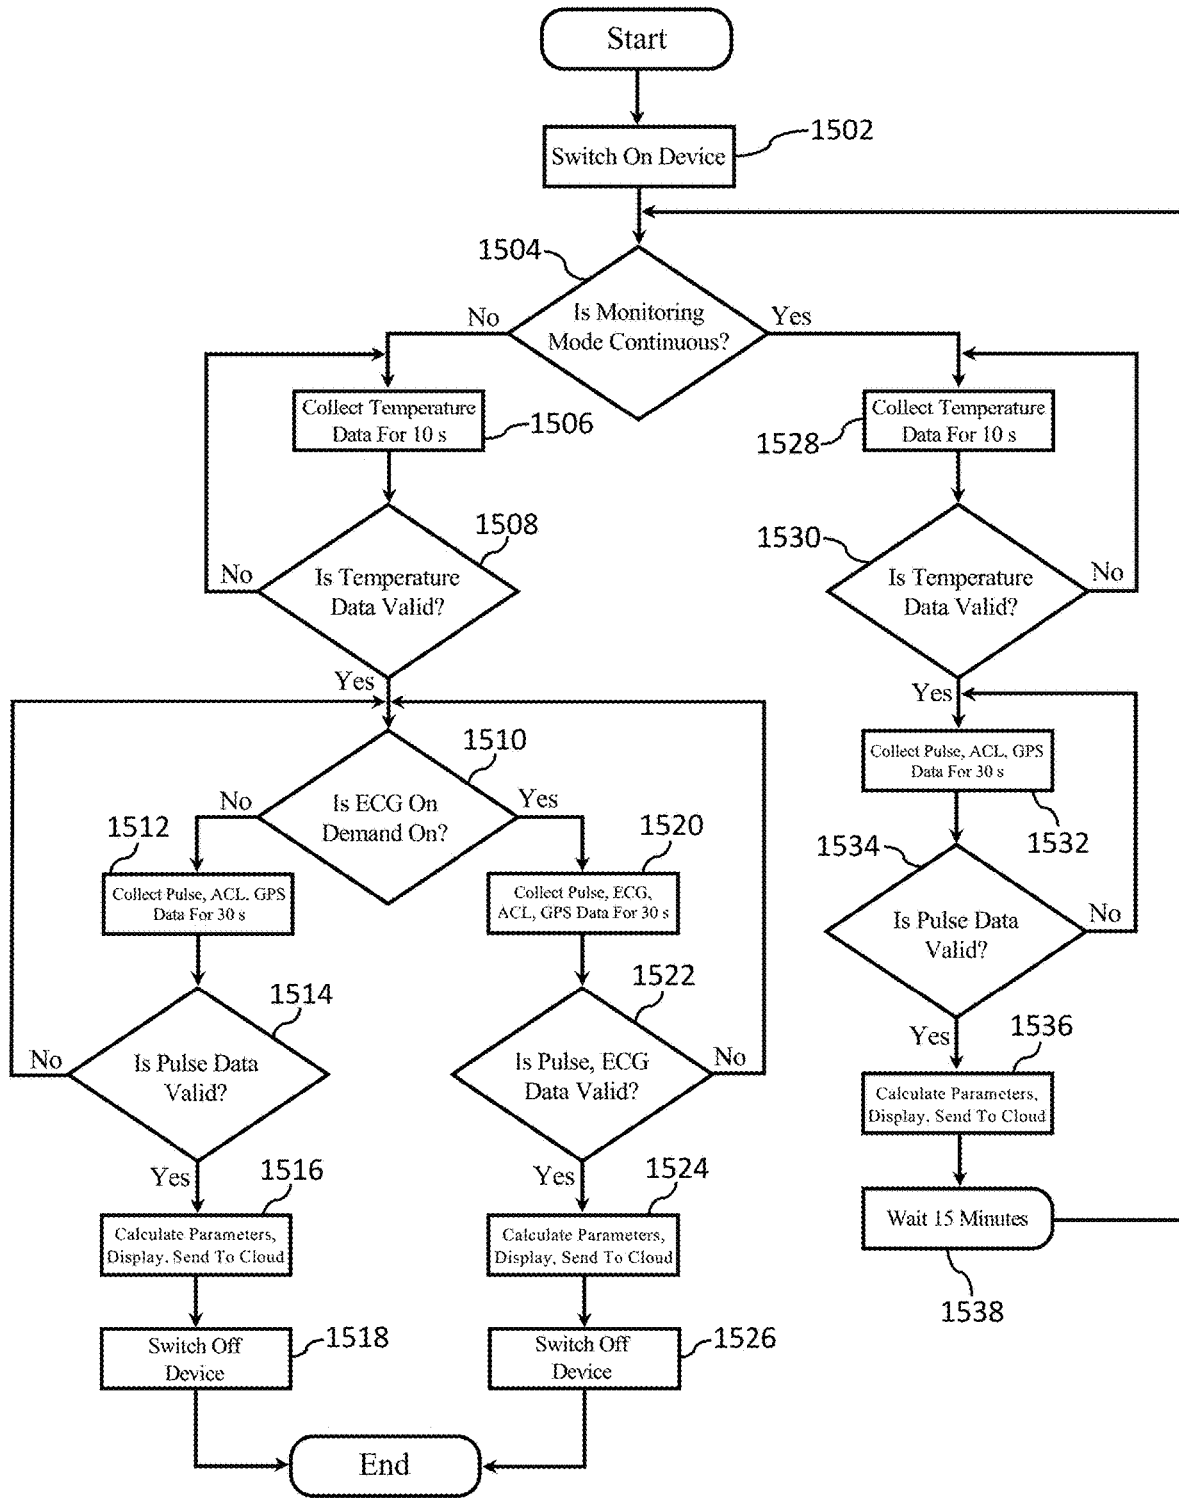 Start
1502
Switch On Device
1504
Is Monitoring
Mode Continuous?
No
Yes
Collect Temperature
Data For 10 s
1506
Collect Temperature
Data For 10 s
1528
1508
Is Temperature
Data Valid?
No
Yes
1530
Is Temperature
Data Valid?
No
Yes
1510
Is ECG On
Demand On?
No
Yes
Collect Pulse, ACL, GPS
Data For 30 s
1532
1512
Collect Pulse, ACL. GPS
Data For 30 s
1520
Collect Pulse, ECG,
ACL, GPS Data For 30 s
1534
Is Pulse Data
Valid?
No
Yes
1514
Is Pulse Data
Valid?
No
Yes
1522
Is Pulse, ECG
Data Valid?
No
Yes
1536
Calculate Parameters,
Display. Send To Cloud
1516
Calculate Parameters,
Display. Send To Cloud
1524
Calculate Parameters,
Display, Send To Cloud
Wait 15 Minutes
1538
Switch Off
Device
1518
Switch Off
Device
1526
End